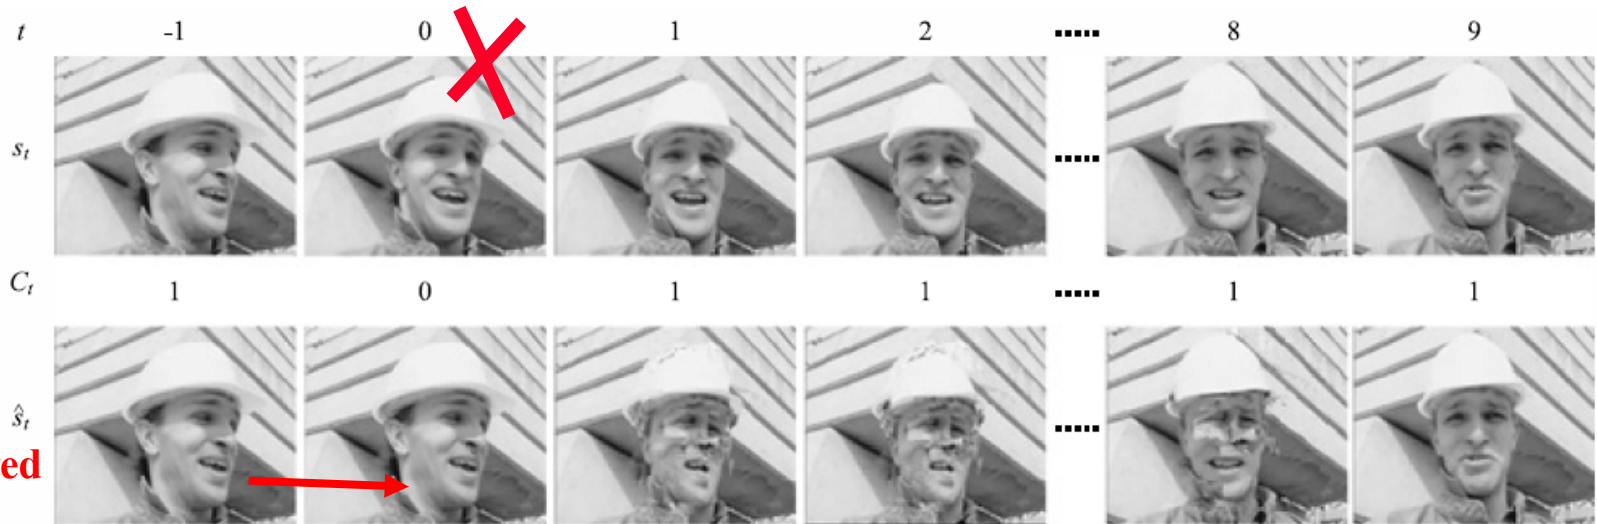 t -1 0 1 2 ..... 8 9
s_t .....
C_t 1 0 1 1 ..... 1 1
ŝ_t .....
ed